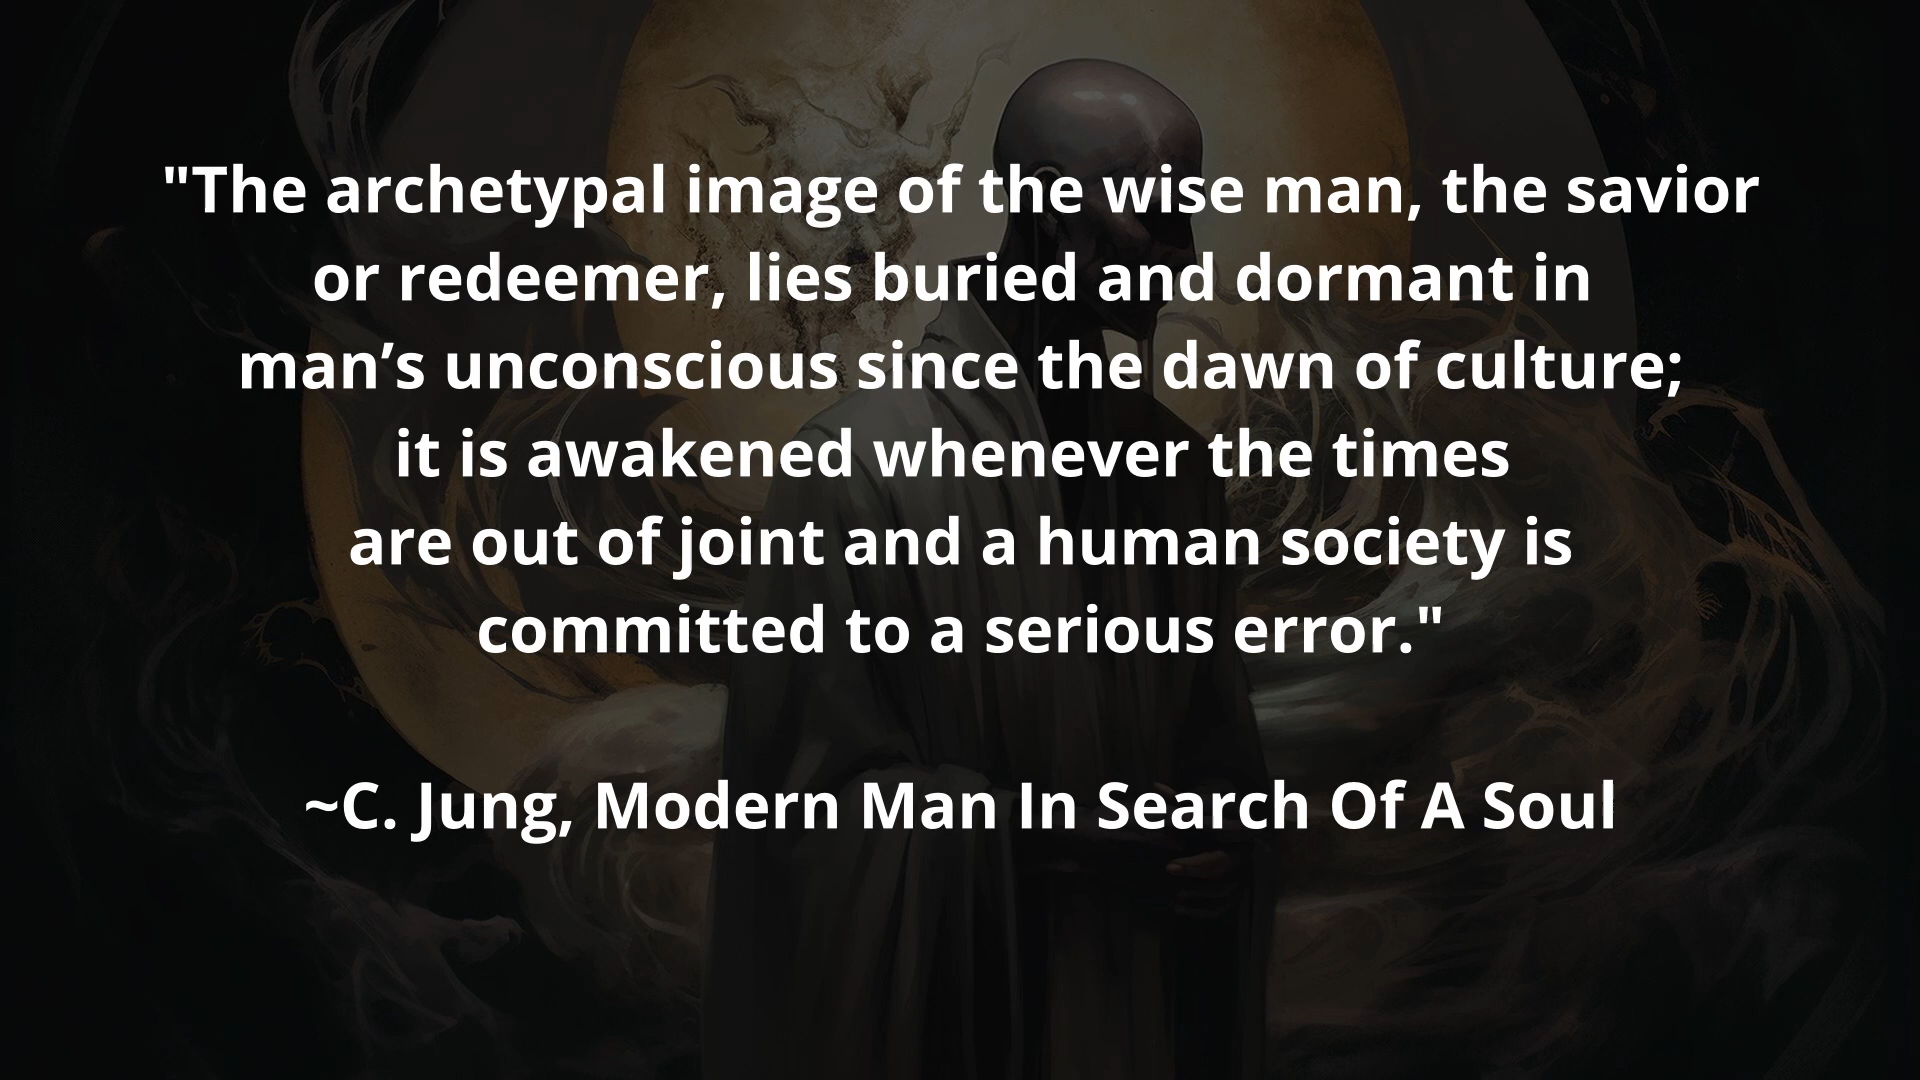 "The archetypal image of the wise man, the savior
or redeemer, lies buried and dormant in
man’s unconscious since the dawn of culture;
it is awakened whenever the times
are out of joint and a human society is
committed to a serious error."
~C. Jung, Modern Man In Search Of A Soul